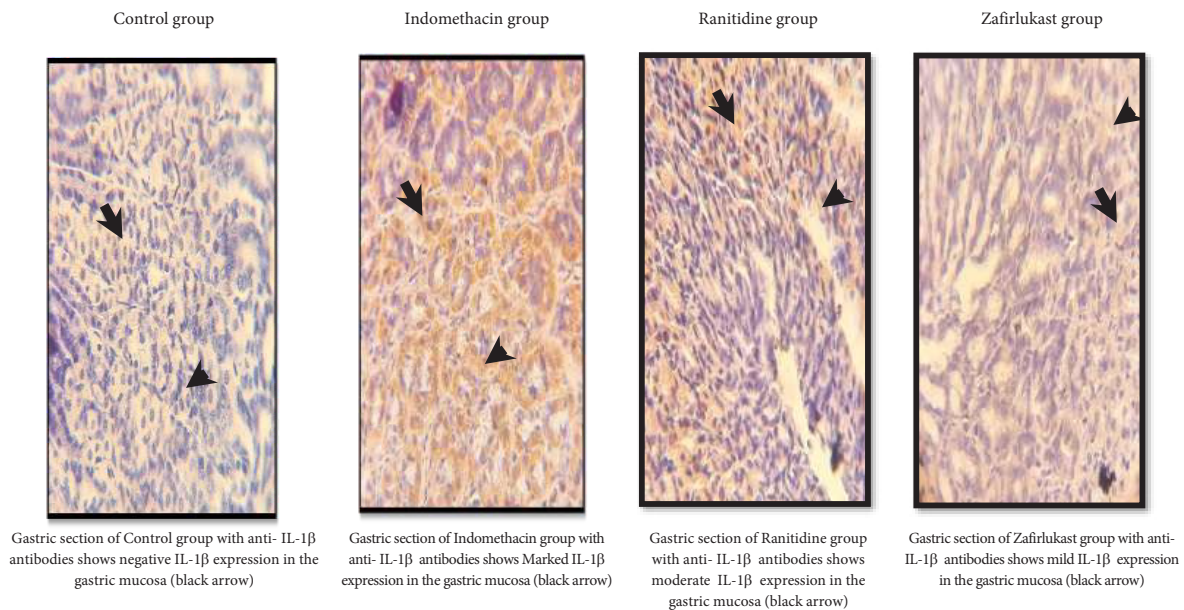 Control group
Indomethacin group
Ranitidine group
Zafirlukast group
Gastric section of Control group with anti- IL-1β
antibodies shows negative IL-1β expression in the
gastric mucosa (black arrow)
Gastric section of Indomethacin group with
anti- IL-1β antibodies shows Marked IL-1β
expression in the gastric mucosa (black arrow)
Gastric section of Ranitidine group
with anti- IL-1β antibodies shows
moderate IL-1β expression in the
gastric mucosa (black arrow)
Gastric section of Zafirlukast group with anti-
IL-1β antibodies shows mild IL-1β expression
in the gastric mucosa (black arrow)